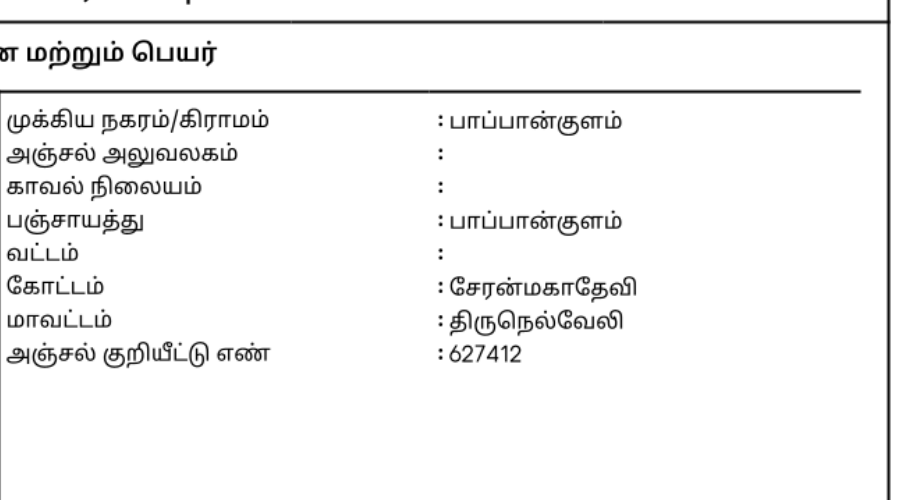 மற்றும் பெயர்
முக்கிய நகரம்/கிராமம் : பாப்பான்குளம்
அஞ்சல் அலுவலகம் :
காவல் நிலையம் :
பஞ்சாயத்து : பாப்பான்குளம்
வட்டம் :
கோட்டம் : சேரன்மகாதேவி
மாவட்டம் : திருநெல்வேலி
அஞ்சல் குறியீட்டு எண் : 627412